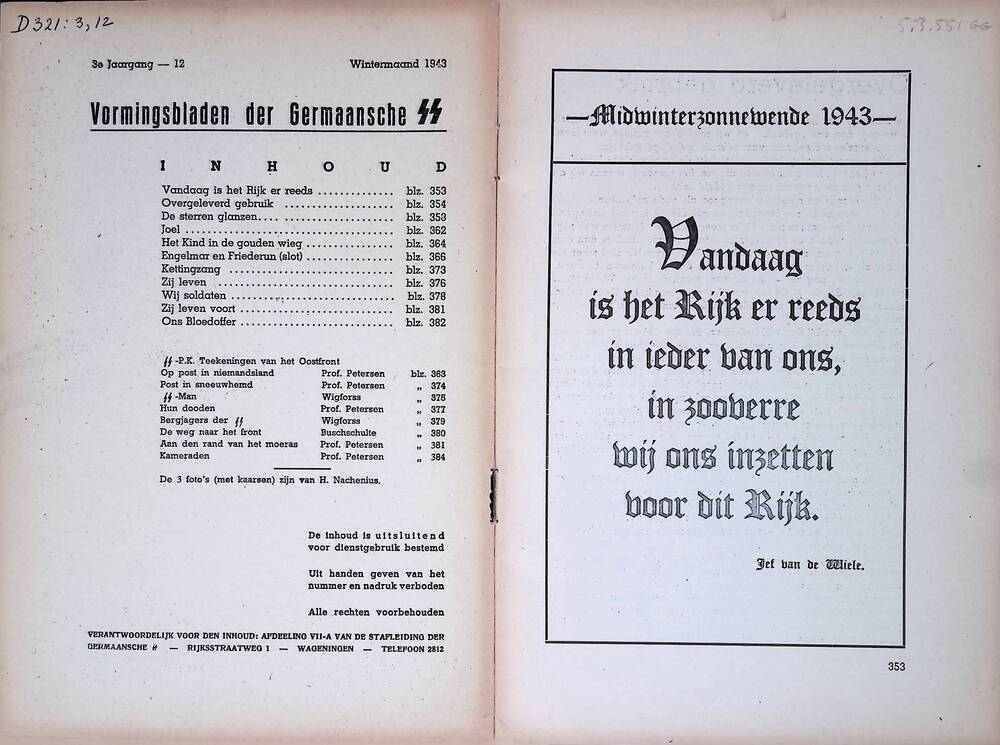 D 321: 3, 12
3e Jaargang — 12 Wintermaand 1943
Vormingsbladen der Germaansche ᛋᛋ
INHOUD
Vandaag is het Rijk er reeds .............. blz. 353
Overgeleverd gebruik .................... blz. 354
De sterren glanzen.... .................... blz. 358
Joel ...................................... blz. 362
Het Kind in de gouden wieg ................ blz. 364
Engelmar en Friederun (slot) ................ blz. 366
Kettingzang .............................. blz. 373
Zij leven ................................ blz. 376
Wij soldaten .............................. blz. 378
Zij leven voort ............................ blz. 381
Ons Bloedoffer ............................ blz. 382
ᛋᛋ-P.K. Teekeningen van het Oostfront
Op post in niemandsland Prof. Petersen blz. 363
Post in sneeuwhemd Prof. Petersen „ 374
ᛋᛋ-Man Wigforss „ 375
Hun dooden Prof. Petersen „ 377
Bergjagers der ᛋᛋ Wigforss „ 379
De weg naar het front Buschschulte „ 380
Aan den rand van het moeras Prof. Petersen „ 381
Kameraden Prof. Petersen „ 384
De 3 foto's (met kaarsen) zijn van H. Nachenius.
De inhoud is uitsluitend
voor dienstgebruik bestemd
Uit handen geven van het
nummer en nadruk verboden
Alle rechten voorbehouden
VERANTWOORDELIJK VOOR DEN INHOUD: AFDEELING VII-A VAN DE STAFLEIDING DER
GERMAANSCHE ᛋᛋ — RIJKSSTRAATWEG 1 — WAGENINGEN — TELEFOON 2812
—Midwinterzonnewende 1943—
Vandaag
is het Rijk er reeds
in ieder van ons,
in zooverre
wij ons inzetten
voor dit Rijk.
Jef van de Wiele.
353